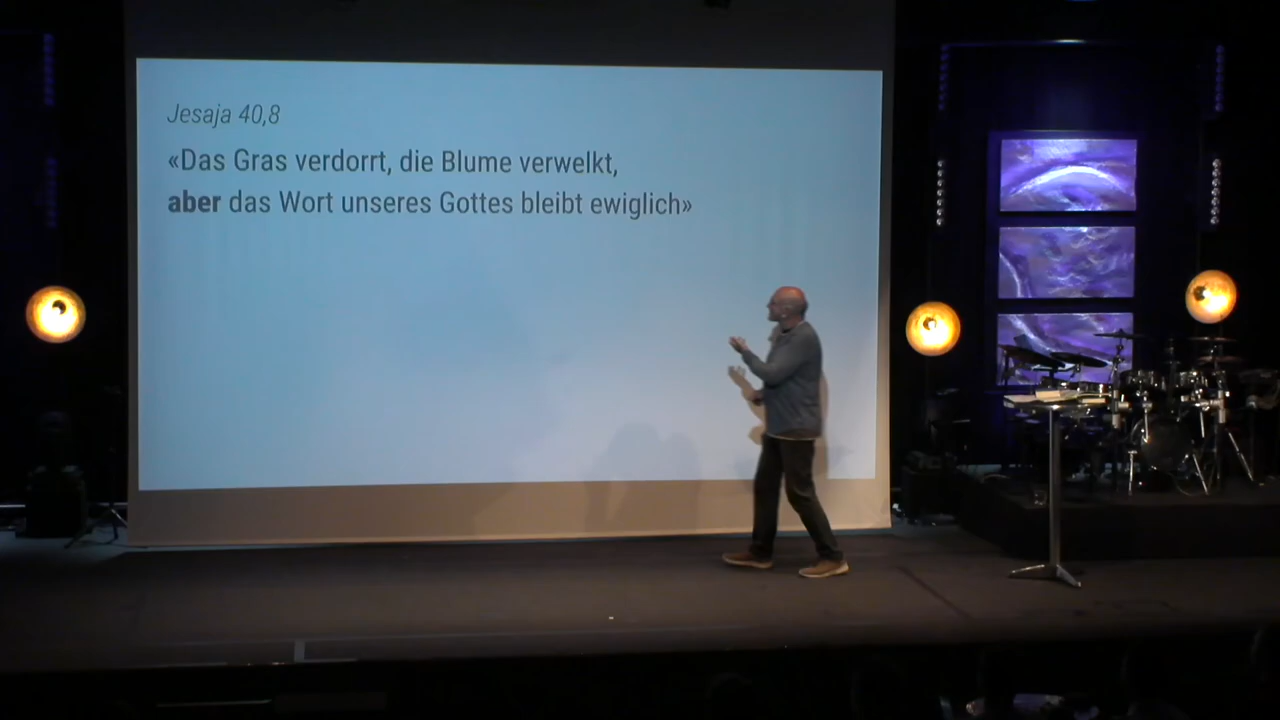 Jesaja 40,8
«Das Gras verdorrt, die Blume verwelkt,
aber das Wort unseres Gottes bleibt ewiglich»